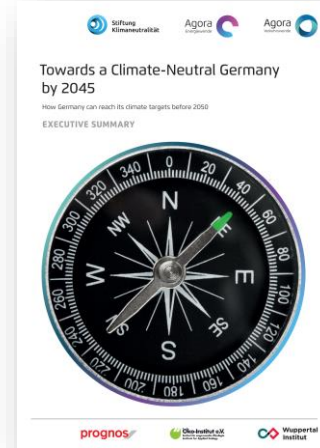 Stiftung
Klimaneutralität
Agora
Energiewende
Agora
Verkehrswende
Towards a Climate-Neutral Germany
by 2045
How Germany can reach its climate targets before 2050
EXECUTIVE SUMMARY
0
20
40
60
80
100
120
140
160
180
200
220
240
260
280
300
320
340
N
E
E
SE
S
SW
W
NW
prognos
Öko-Institut e.V.
Wuppertal
Institut